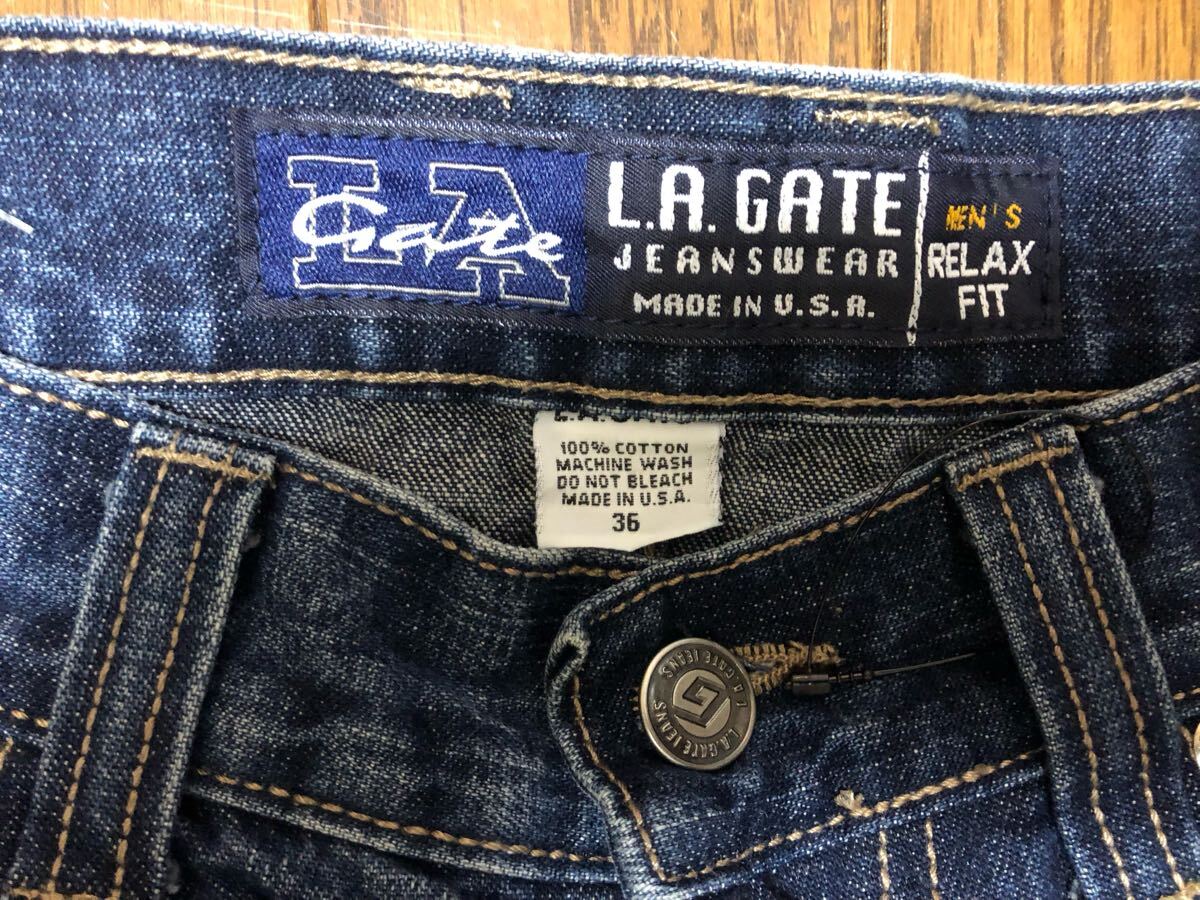 LA
Gate
L.A. GATE
JEANSWEAR
MADE IN U.S.A.
MEN'S
RELAX
FIT
100% COTTON
MACHINE WASH
DO NOT BLEACH
MADE IN U.S.A.
36
L.A.GATE JEANS
G